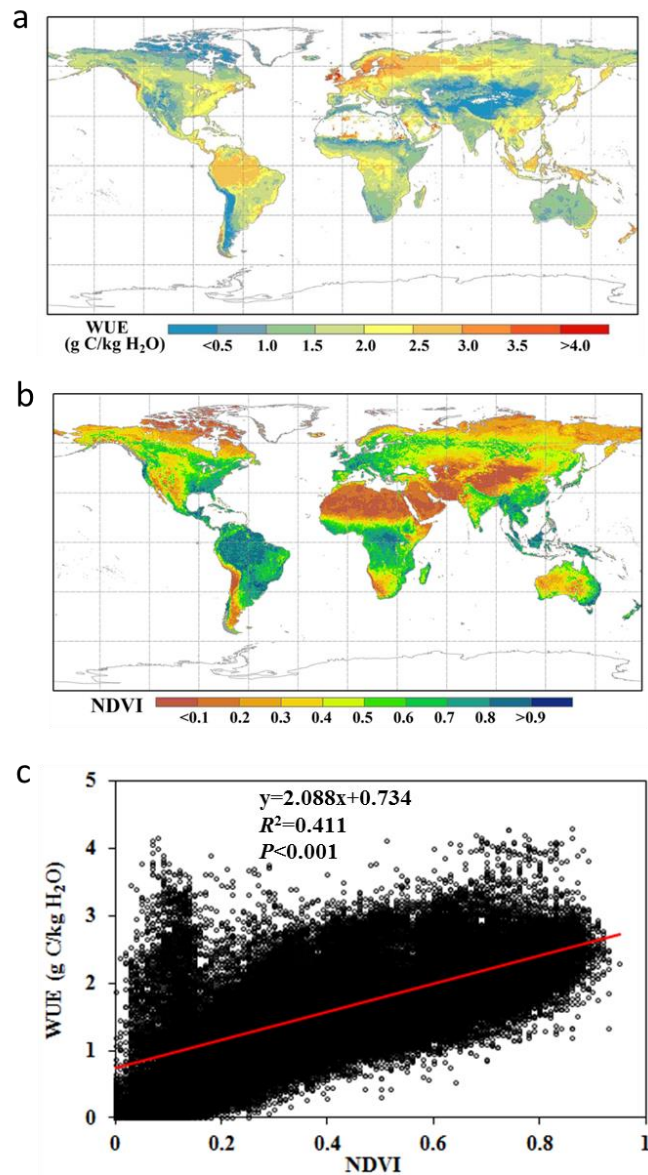 a
WUE
(g C/kg H₂O)
<0.5 1.0 1.5 2.0 2.5 3.0 3.5 >4.0
b
NDVI
<0.1 0.2 0.3 0.4 0.5 0.6 0.7 0.8 >0.9
c
y=2.088x+0.734
R²=0.411
P<0.001
WUE (g C/kg H₂O)
5
4
3
2
1
0
0 0.2 0.4 0.6 0.8 1
NDVI